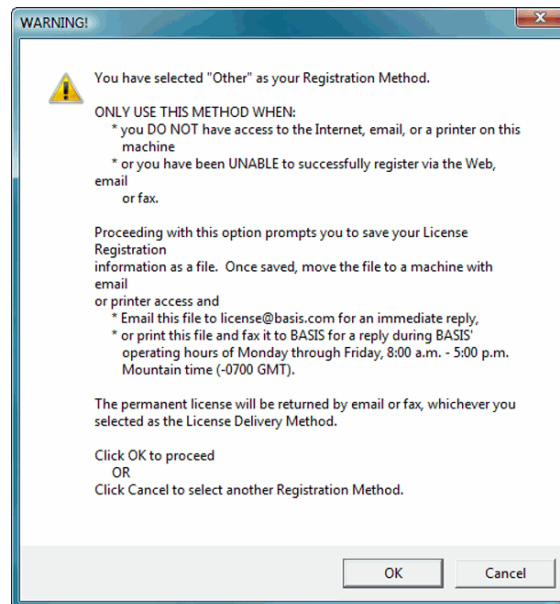 WARNING!
You have selected "Other" as your Registration Method.
ONLY USE THIS METHOD WHEN:
* you DO NOT have access to the Internet, email, or a printer on this
machine
* or you have been UNABLE to successfully register via the Web,
email
or fax.
Proceeding with this option prompts you to save your License
Registration
information as a file.  Once saved, move the file to a machine with
email
or printer access and
* Email this file to license@basis.com for an immediate reply,
* or print this file and fax it to BASIS for a reply during BASIS'
operating hours of Monday through Friday, 8:00 a.m. - 5:00 p.m.
Mountain time (-0700 GMT).
The permanent license will be returned by email or fax, whichever you
selected as the License Delivery Method.
Click OK to proceed
OR
Click Cancel to select another Registration Method.
OK Cancel